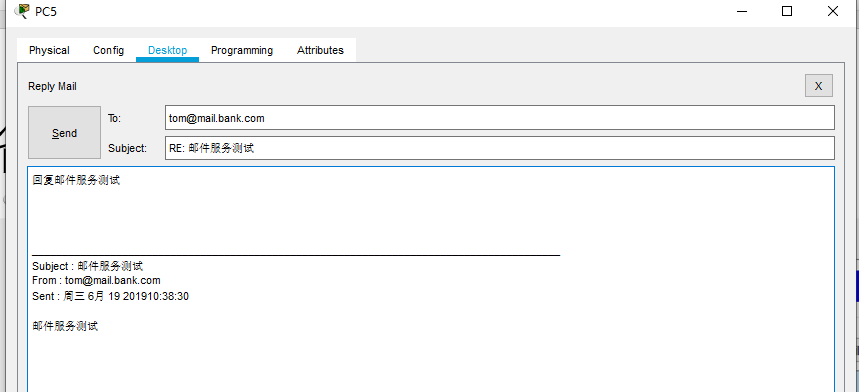 PC5
Physical Config Desktop Programming Attributes
Reply Mail X
Send
To: tom@mail.bank.com
Subject: RE: 邮件服务测试
回复邮件服务测试
Subject : 邮件服务测试
From : tom@mail.bank.com
Sent : 周三 6月 19 201910:38:30
邮件服务测试